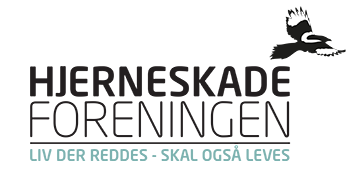 HJERNESKADE
FORENINGEN
LIV DER REDDES - SKAL OGSÅ LEVES